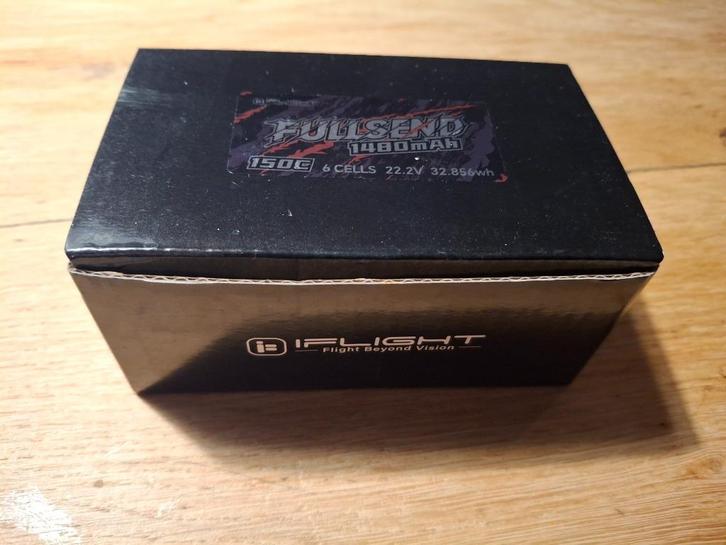 FULLSEND
1480mAh
150C 6 CELLS 22.2V 32.856wh
IFLIGHT
Flight Beyond Vision